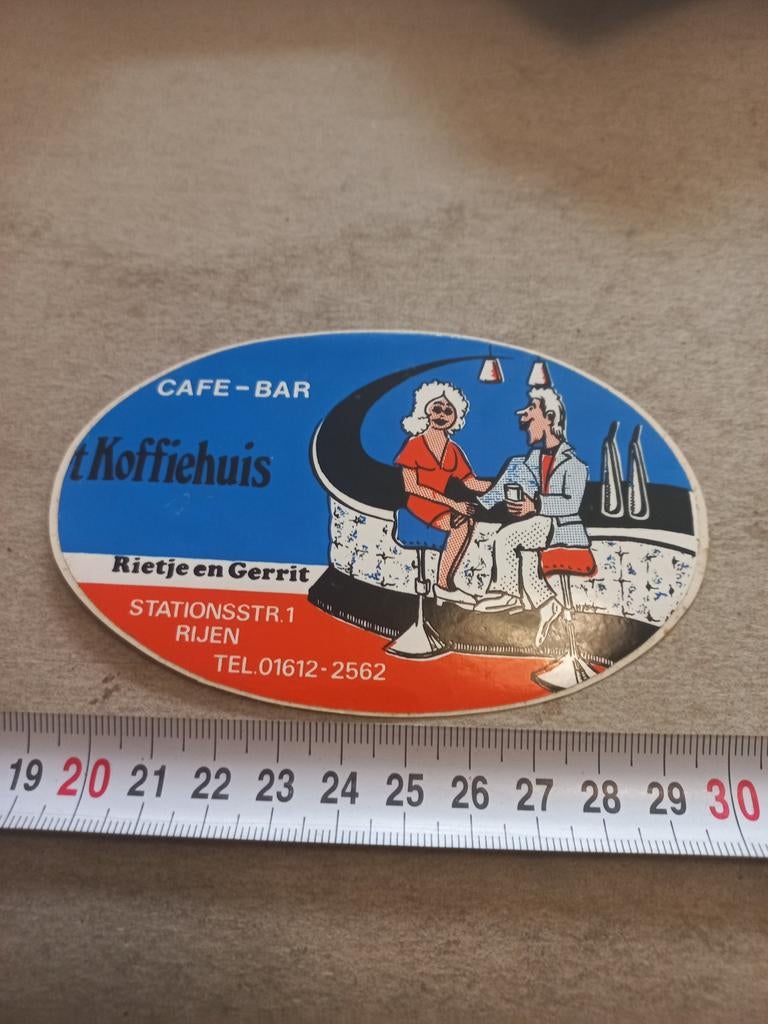 CAFE-BAR
't Koffiehuis
Rietje en Gerrit
STATIONSSTR.1
RIJEN
TEL.01612-2562
19 20 21 22 23 24 25 26 27 28 29 30